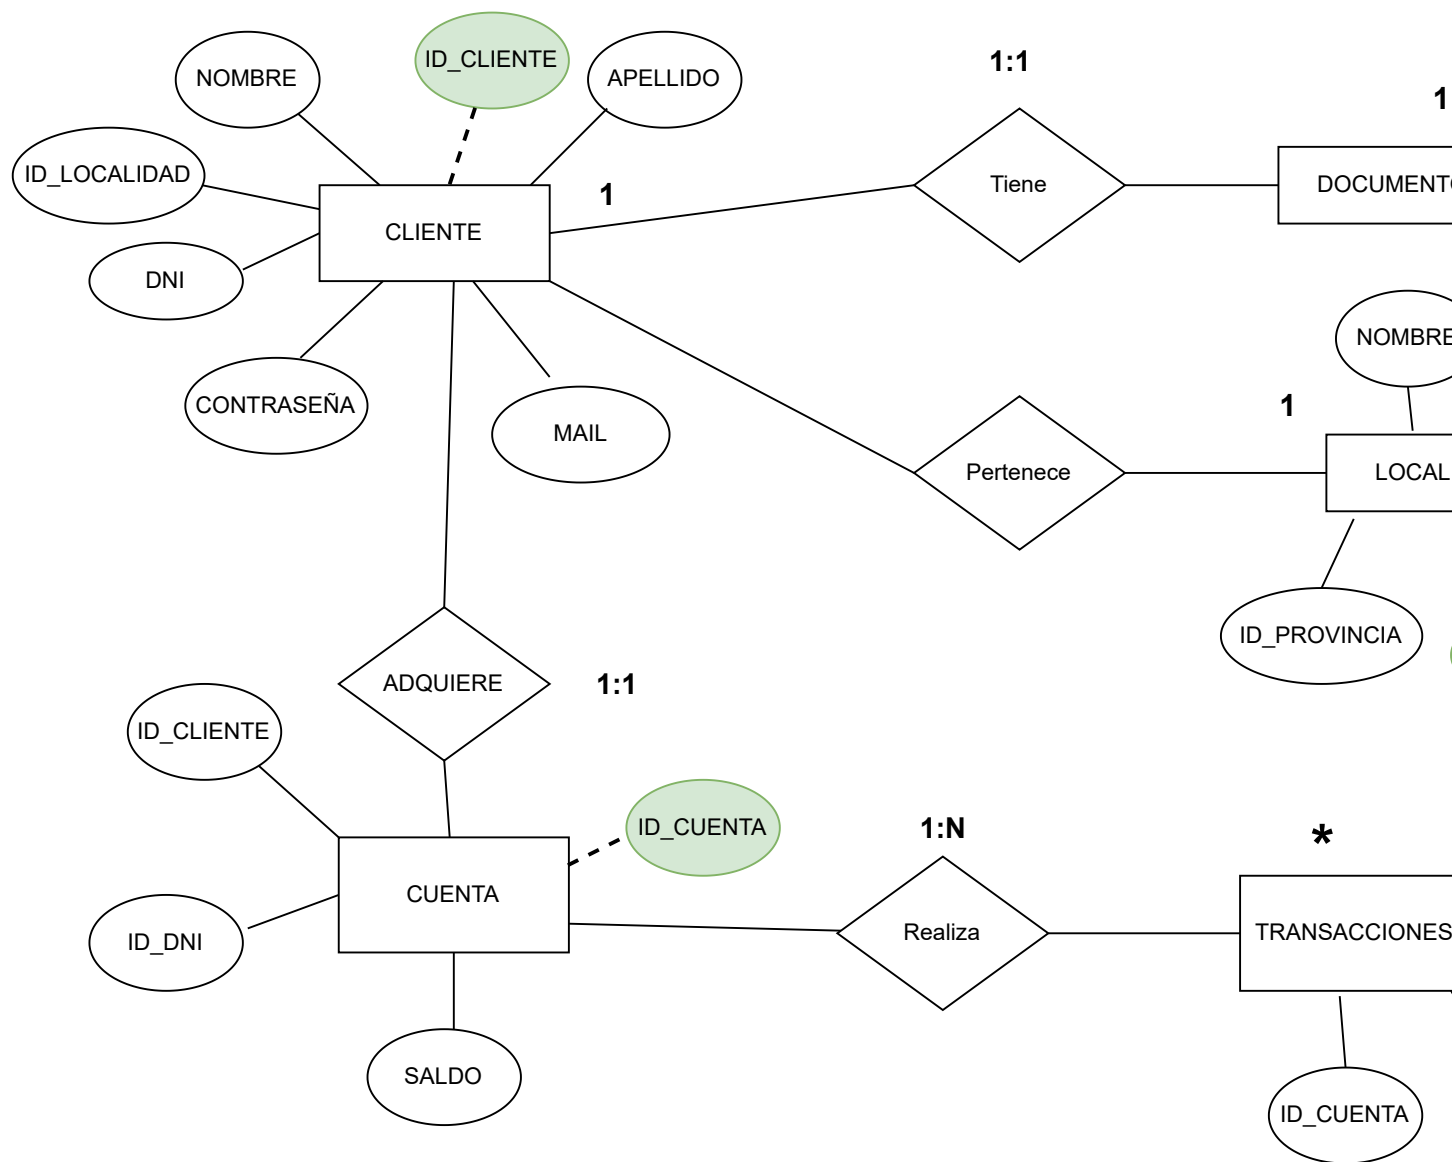 ID_CLIENTE
NOMBRE
APELLIDO
1:1
1
ID_LOCALIDAD
1
Tiene
DOCUMENTO
CLIENTE
DNI
NOMBRE
CONTRASEÑA
1
MAIL
Pertenece
LOCAL
ID_PROVINCIA
ADQUIERE
1:1
ID_CLIENTE
ID_CUENTA
1:N
*
CUENTA
Realiza
TRANSACCIONES
ID_DNI
SALDO
ID_CUENTA